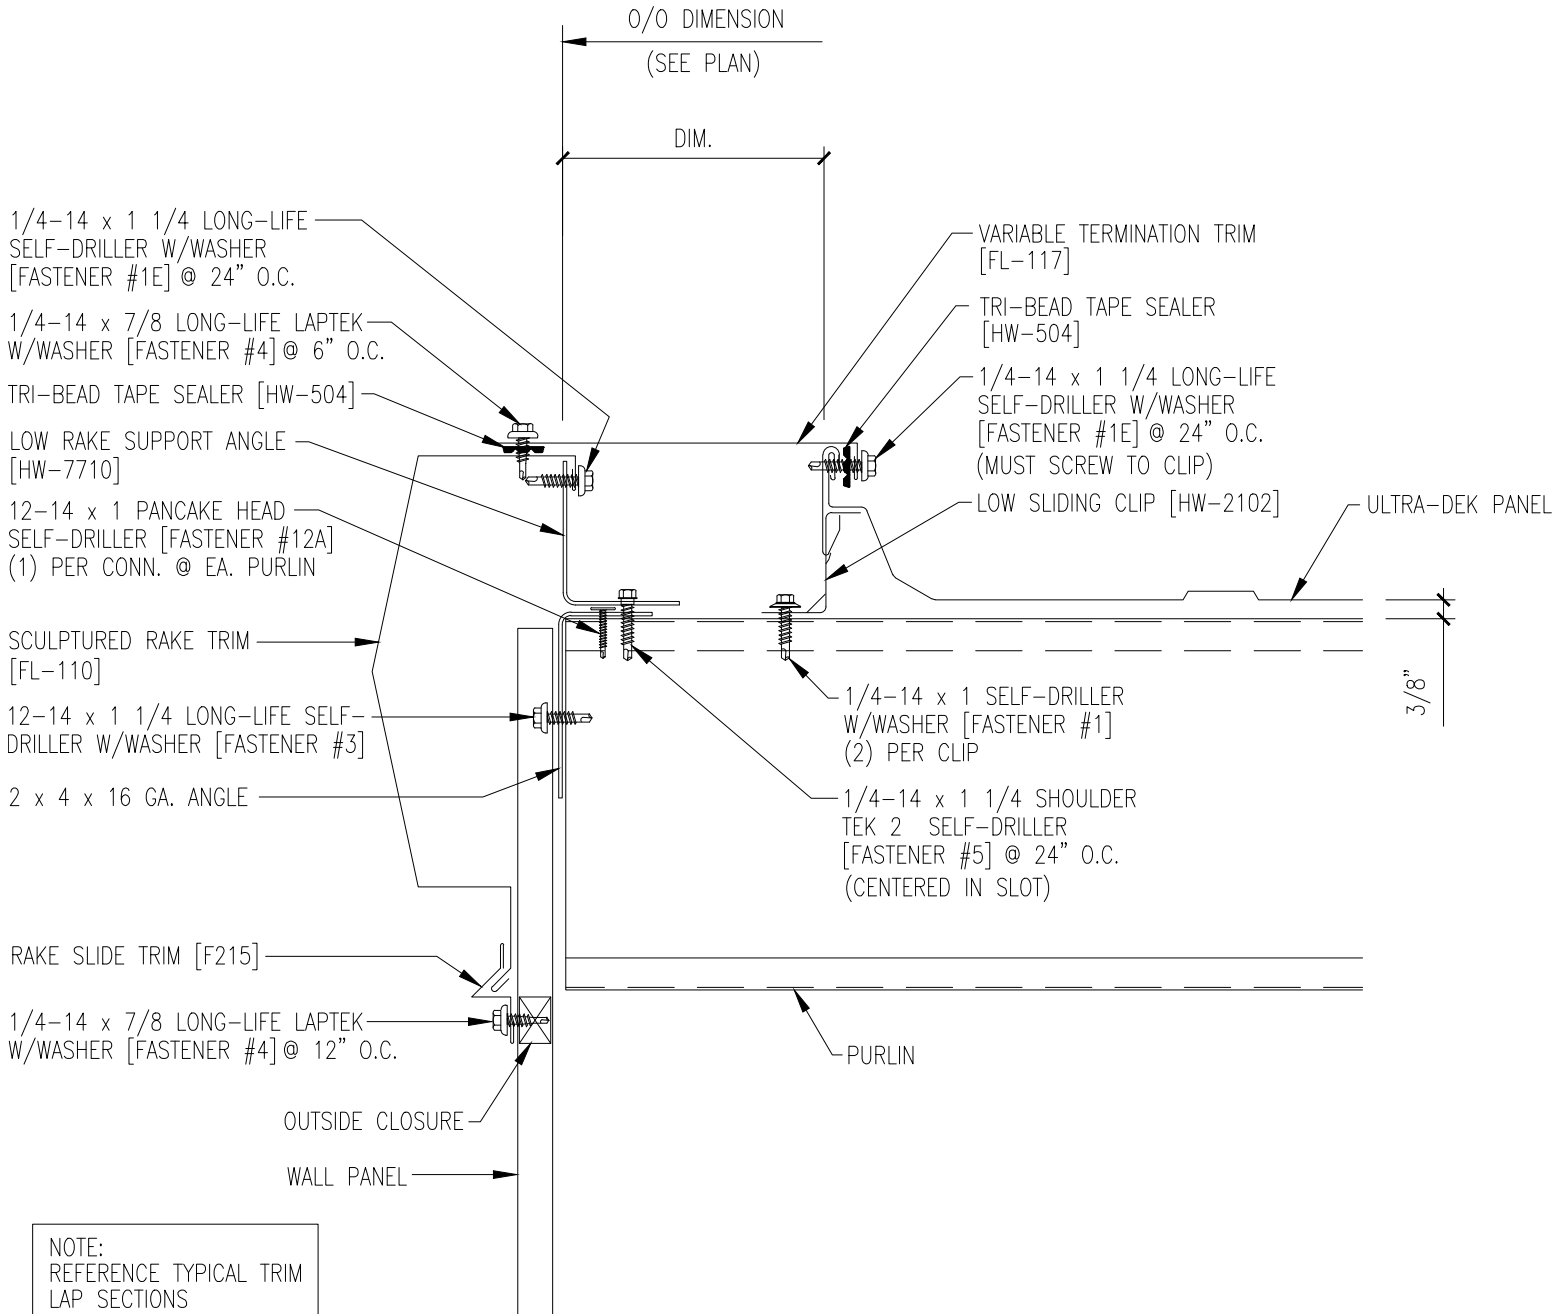 O/O DIMENSION
(SEE PLAN)
DIM.
1/4-14 x 1 1/4 LONG-LIFE
SELF-DRILLER W/WASHER
[FASTENER #1E] @ 24" O.C.
1/4-14 x 7/8 LONG-LIFE LAPTEK
W/WASHER [FASTENER #4] @ 6" O.C.
TRI-BEAD TAPE SEALER [HW-504]
LOW RAKE SUPPORT ANGLE
[HW-7710]
12-14 x 1 PANCAKE HEAD
SELF-DRILLER [FASTENER #12A]
(1) PER CONN. @ EA. PURLIN
SCULPTURED RAKE TRIM
[FL-110]
12-14 x 1 1/4 LONG-LIFE SELF-
DRILLER W/WASHER [FASTENER #3]
2 x 4 x 16 GA. ANGLE
RAKE SLIDE TRIM [F215]
1/4-14 x 7/8 LONG-LIFE LAPTEK
W/WASHER [FASTENER #4] @ 12" O.C.
OUTSIDE CLOSURE
WALL PANEL
NOTE:
REFERENCE TYPICAL TRIM
LAP SECTIONS
VARIABLE TERMINATION TRIM
[FL-117]
TRI-BEAD TAPE SEALER
[HW-504]
1/4-14 x 1 1/4 LONG-LIFE
SELF-DRILLER W/WASHER
[FASTENER #1E] @ 24" O.C.
(MUST SCREW TO CLIP)
LOW SLIDING CLIP [HW-2102]
ULTRA-DEK PANEL
3/8"
1/4-14 x 1 SELF-DRILLER
W/WASHER [FASTENER #1]
(2) PER CLIP
1/4-14 x 1 1/4 SHOULDER
TEK 2 SELF-DRILLER
[FASTENER #5] @ 24" O.C.
(CENTERED IN SLOT)
PURLIN